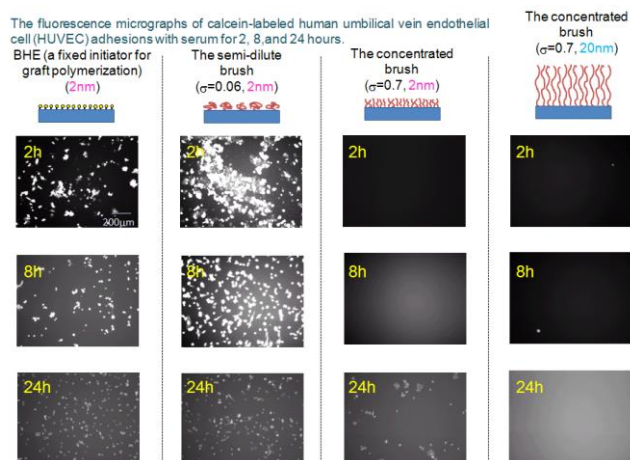 The fluorescence micrographs of calcein-labeled human umbilical vein endothelial
cell (HUVEC) adhesions with serum for 2, 8,and 24 hours.
BHE (a fixed initiator for
graft polymerization)
(2nm)
The semi-dilute
brush
(σ=0.06, 2nm)
The concentrated
brush
(σ=0.7, 2nm)
The concentrated
brush
(σ=0.7, 20nm)
2h
200μm
2h
2h
2h
8h
8h
8h
8h
24h
24h
24h
24h